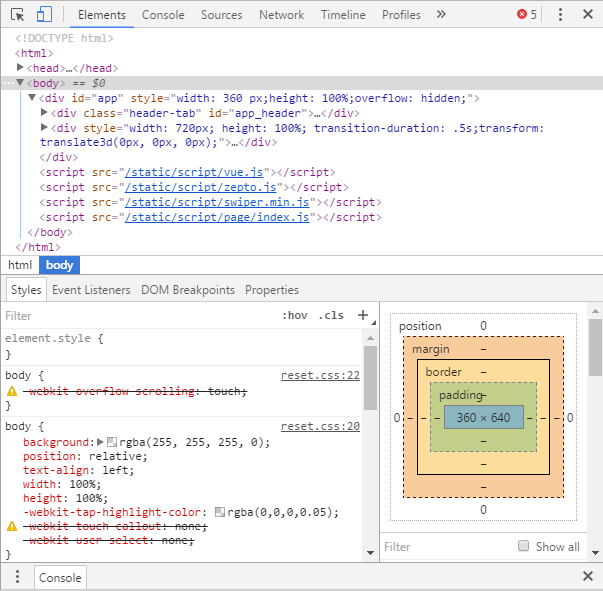 Elements Console Sources Network Timeline Profiles » 5
<!DOCTYPE html>
<html>
<head>…</head>
… <body> == $0
<div id="app" style="width: 360 px;height: 100%;overflow: hidden;">
<div class="header-tab" id="app_header">…</div>
<div style="width: 720px; height: 100%; transition-duration: .5s;transform:
translate3d(0px, 0px, 0px);">…</div>
</div>
<script src="/static/script/vue.js"></script>
<script src="/static/script/zepto.js"></script>
<script src="/static/script/swiper.min.js"></script>
<script src="/static/script/page/index.js"></script>
</body>
</html>
html body
Styles Event Listeners DOM Breakpoints Properties
Filter :hov .cls +
element.style {
}
body { reset.css:22
-webkit-overflow-scrolling: touch;
}
body { reset.css:20
background: rgba(255, 255, 255, 0);
position: relative;
text-align: left;
width: 100%;
height: 100%;
-webkit-tap-highlight-color: rgba(0,0,0,0.05);
-webkit-touch-callout: none;
-webkit-user-select: none;
}
position 0
margin –
border –
padding –
0 – – – 360 × 640 – – – 0
–
–
–
0
Filter Show all
Console